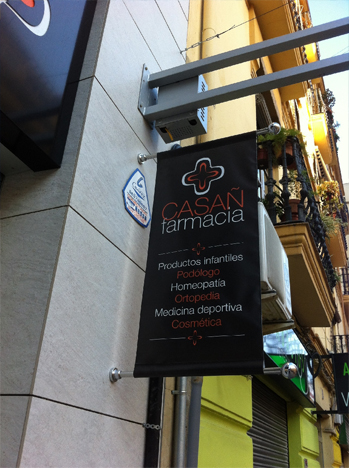 CASAÑ
farmacia
Productos infantiles
Podólogo
Homeopatía
Ortopedia
Medicina deportiva
Cosmética